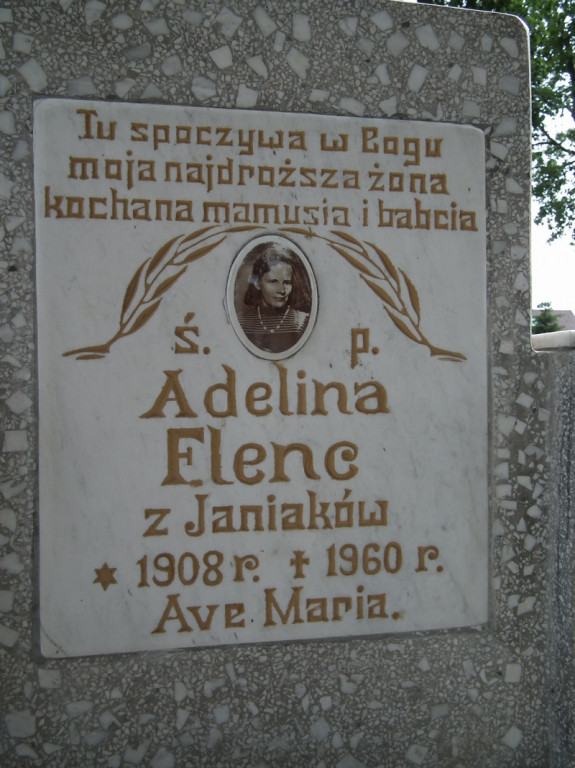 Tu spoczywa w Bogu
moja najdroższa żona
kochana mamusia i babcia
ś. p.
Adelina
Elenc
z Janiaków
1908 r. 1960 r.
Ave Maria.